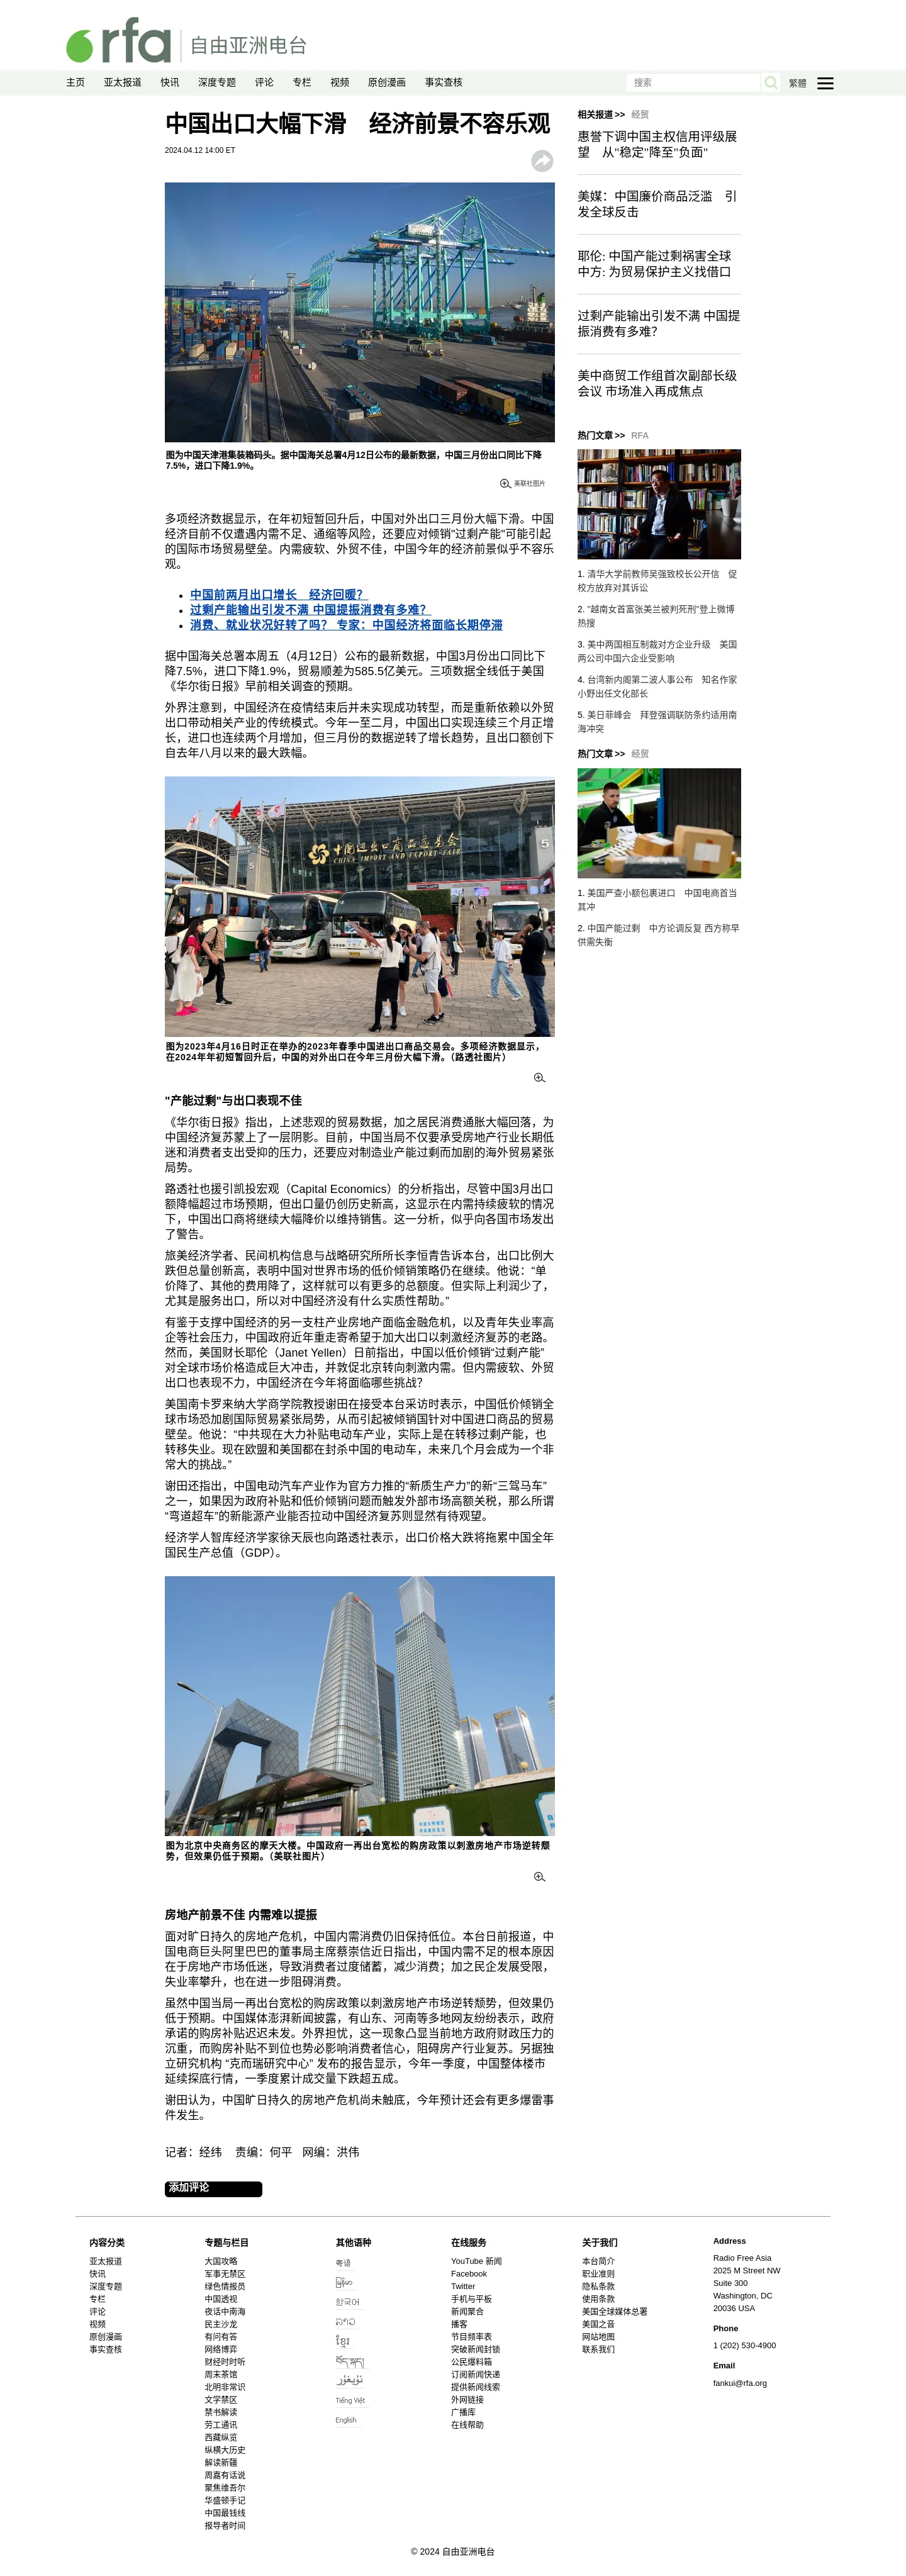 rfa 自由亚洲电台
主页 亚太报道 快讯 深度专题 评论 专栏 视频 原创漫画 事实查核 搜索 繁體
中国出口大幅下滑 经济前景不容乐观
2024.04.12 14:00 ET
图为中国天津港集装箱码头。据中国海关总署4月12日公布的最新数据，中国三月份出口同比下降
7.5%，进口下降1.9%。
美联社图片
多项经济数据显示，在年初短暂回升后，中国对外出口三月份大幅下滑。中国
经济目前不仅遭遇内需不足、通缩等风险，还要应对倾销"过剩产能"可能引起
的国际市场贸易壁垒。内需疲软、外贸不佳，中国今年的经济前景似乎不容乐
观。
中国前两月出口增长 经济回暖？
过剩产能输出引发不满 中国提振消费有多难？
消费、就业状况好转了吗？ 专家：中国经济将面临长期停滞
据中国海关总署本周五（4月12日）公布的最新数据，中国3月份出口同比下
降7.5%，进口下降1.9%，贸易顺差为585.5亿美元。三项数据全线低于美国
《华尔街日报》早前相关调查的预期。
外界注意到，中国经济在疫情结束后并未实现成功转型，而是重新依赖以外贸
出口带动相关产业的传统模式。今年一至二月，中国出口实现连续三个月正增
长，进口也连续两个月增加，但三月份的数据逆转了增长趋势，且出口额创下
自去年八月以来的最大跌幅。
中国进出口商品交易会
CHINA IMPORT AND EXPORT FAIR
5
5
图为2023年4月16日时正在举办的2023年春季中国进出口商品交易会。多项经济数据显示，
在2024年年初短暂回升后，中国的对外出口在今年三月份大幅下滑。（路透社图片）
"产能过剩"与出口表现不佳
《华尔街日报》指出，上述悲观的贸易数据，加之居民消费通胀大幅回落，为
中国经济复苏蒙上了一层阴影。目前，中国当局不仅要承受房地产行业长期低
迷和消费者支出受抑的压力，还要应对制造业产能过剩而加剧的海外贸易紧张
局势。
路透社也援引凯投宏观（Capital Economics）的分析指出，尽管中国3月出口
额降幅超过市场预期，但出口量仍创历史新高，这显示在内需持续疲软的情况
下，中国出口商将继续大幅降价以维持销售。这一分析，似乎向各国市场发出
了警告。
旅美经济学者、民间机构信息与战略研究所所长李恒青告诉本台，出口比例大
跌但总量创新高，表明中国对世界市场的低价倾销策略仍在继续。他说：“单
价降了、其他的费用降了，这样就可以有更多的总额度。但实际上利润少了，
尤其是服务出口，所以对中国经济没有什么实质性帮助。”
有鉴于支撑中国经济的另一支柱产业房地产面临金融危机，以及青年失业率高
企等社会压力，中国政府近年重走寄希望于加大出口以刺激经济复苏的老路。
然而，美国财长耶伦（Janet Yellen）日前指出，中国以低价倾销“过剩产能”
对全球市场价格造成巨大冲击，并敦促北京转向刺激内需。但内需疲软、外贸
出口也表现不力，中国经济在今年将面临哪些挑战？
美国南卡罗来纳大学商学院教授谢田在接受本台采访时表示，中国低价倾销全
球市场恐加剧国际贸易紧张局势，从而引起被倾销国针对中国进口商品的贸易
壁垒。他说：“中共现在大力补贴电动车产业，实际上是在转移过剩产能，也
转移失业。现在欧盟和美国都在封杀中国的电动车，未来几个月会成为一个非
常大的挑战。”
谢田还指出，中国电动汽车产业作为官方力推的“新质生产力”的新“三驾马车”
之一，如果因为政府补贴和低价倾销问题而触发外部市场高额关税，那么所谓
“弯道超车”的新能源产业能否拉动中国经济复苏则显然有待观望。
经济学人智库经济学家徐天辰也向路透社表示，出口价格大跌将拖累中国全年
国民生产总值（GDP）。
图为北京中央商务区的摩天大楼。中国政府一再出台宽松的购房政策以刺激房地产市场逆转颓
势，但效果仍低于预期。（美联社图片）
房地产前景不佳 内需难以提振
面对旷日持久的房地产危机，中国内需消费仍旧保持低位。本台日前报道，中
国电商巨头阿里巴巴的董事局主席蔡崇信近日指出，中国内需不足的根本原因
在于房地产市场低迷，导致消费者过度储蓄，减少消费；加之民企发展受限，
失业率攀升，也在进一步阻碍消费。
虽然中国当局一再出台宽松的购房政策以刺激房地产市场逆转颓势，但效果仍
低于预期。中国媒体澎湃新闻披露，有山东、河南等多地网友纷纷表示，政府
承诺的购房补贴迟迟未发。外界担忧，这一现象凸显当前地方政府财政压力的
沉重，而购房补贴不到位也势必影响消费者信心，阻碍房产行业复苏。另据独
立研究机构 “克而瑞研究中心” 发布的报告显示，今年一季度，中国整体楼市
延续探底行情，一季度累计成交量下跌超五成。
谢田认为，中国旷日持久的房地产危机尚未触底，今年预计还会有更多爆雷事
件发生。
记者：经纬 责编：何平 网编：洪伟
添加评论
相关报道 >> 经贸
惠誉下调中国主权信用评级展
望 从"稳定"降至"负面"
美媒：中国廉价商品泛滥 引
发全球反击
耶伦: 中国产能过剩祸害全球
中方: 为贸易保护主义找借口
过剩产能输出引发不满 中国提
振消费有多难？
美中商贸工作组首次副部长级
会议 市场准入再成焦点
热门文章 >> RFA
1. 清华大学前教师吴强致校长公开信 促
校方放弃对其诉讼
2. “越南女首富张美兰被判死刑”登上微博
热搜
3. 美中两国相互制裁对方企业升级 美国
两公司中国六企业受影响
4. 台湾新内阁第二波人事公布 知名作家
小野出任文化部长
5. 美日菲峰会 拜登强调联防条约适用南
海冲突
热门文章 >> 经贸
1. 美国严查小额包裹进口 中国电商首当
其冲
2. 中国产能过剩 中方论调反复 西方称早
供需失衡
内容分类
亚太报道
快讯
深度专题
专栏
评论
视频
原创漫画
事实查核
专题与栏目
大国攻略
军事无禁区
绿色情报员
中国透视
夜话中南海
民主沙龙
有问有答
网络博弈
财经时时听
周末茶馆
北明非常识
文学禁区
禁书解读
劳工通讯
西藏纵览
纵横大历史
解读新疆
周嘉有话说
聚焦维吾尔
华盛顿手记
中国最钱线
报导者时间
其他语种
粤语
မြန်မာ
한국어
ລາວ
ខ្មែរ
བོད་སྐད།
ئۇيغۇر
Tiếng Việt
English
在线服务
YouTube 新闻
Facebook
Twitter
手机与平板
新闻聚合
播客
节目频率表
突破新闻封锁
公民爆料箱
订阅新闻快递
提供新闻线索
外网链接
广播库
在线帮助
关于我们
本台简介
职业准则
隐私条款
使用条款
美国全球媒体总署
美国之音
网站地图
联系我们
Address
Radio Free Asia
2025 M Street NW
Suite 300
Washington, DC
20036 USA
Phone
1 (202) 530-4900
Email
fankui@rfa.org
© 2024 自由亚洲电台